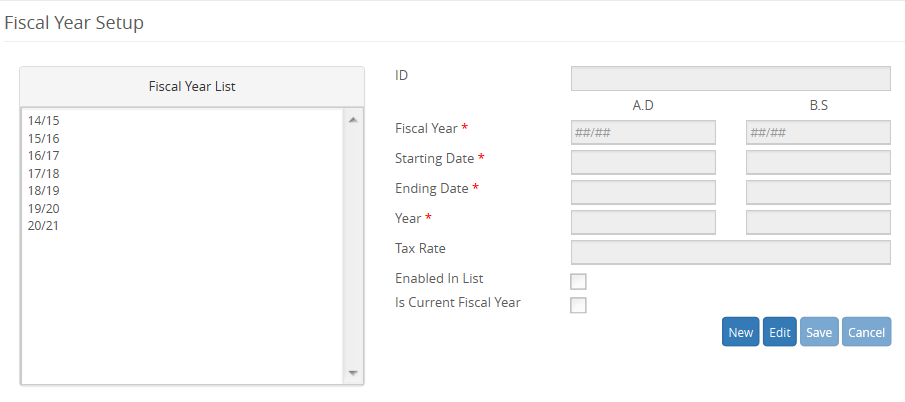 Fiscal Year Setup
Fiscal Year List
14/15
15/16
16/17
17/18
18/19
19/20
20/21
ID
A.D B.S
Fiscal Year * ##/## ##/##
Starting Date *
Ending Date *
Year *
Tax Rate
Enabled In List
Is Current Fiscal Year
New Edit Save Cancel